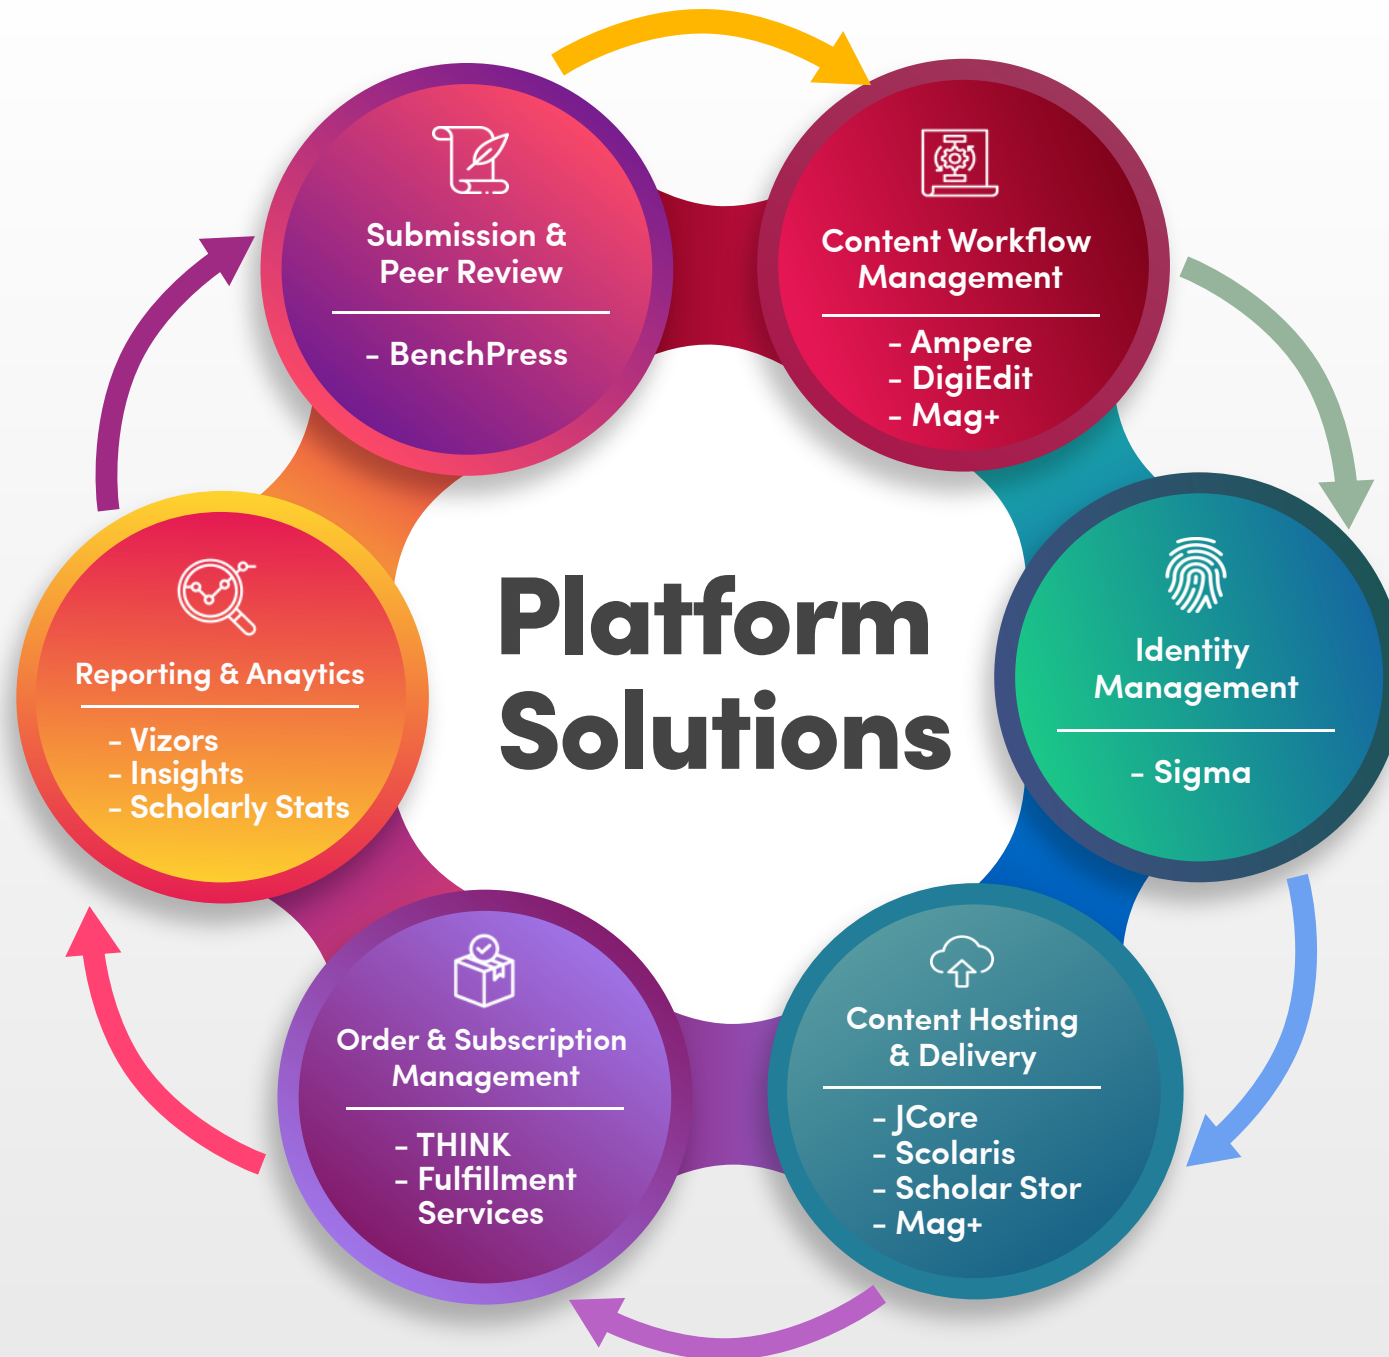 Submission &
Peer Review
- BenchPress
Content Workflow
Management
- Ampere
- DigiEdit
- Mag+
Identity
Management
- Sigma
Content Hosting
& Delivery
- JCore
- Scolaris
- Scholar Stor
- Mag+
Order & Subscription
Management
- THINK
- Fulfillment
Services
Reporting & Anaytics
- Vizors
- Insights
- Scholarly Stats
Platform
Solutions